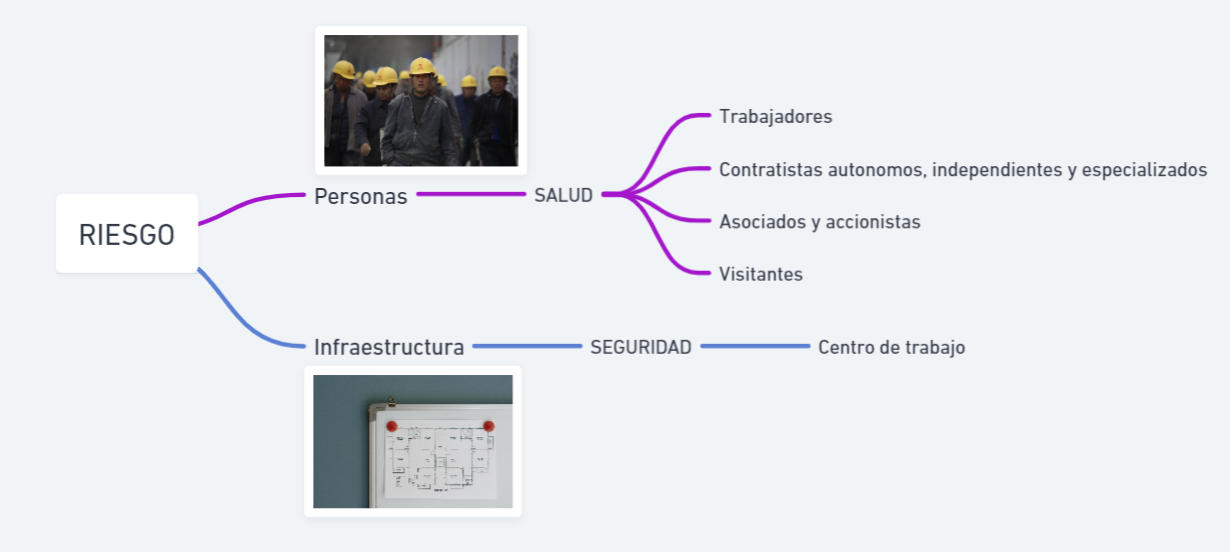 RIESGO
Personas
SALUD
Trabajadores
Contratistas autonomos, independientes y especializados
Asociados y accionistas
Visitantes
Infraestructura
SEGURIDAD
Centro de trabajo